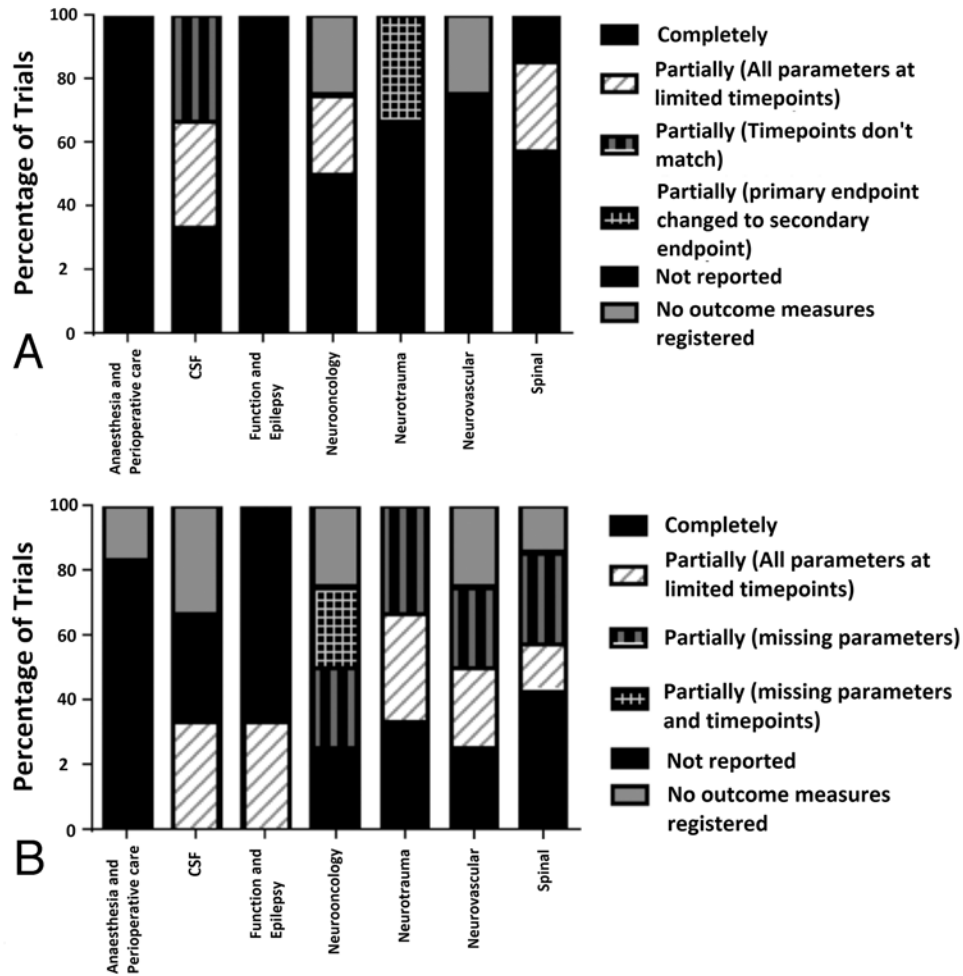 100
80
60
40
2
0
Percentage of Trials
A
Anaesthesia and
Perioperative care
CSF
Function and
Epilepsy
Neurooncology
Neurotrauma
Neurovascular
Spinal
Completely
Partially (All parameters at
limited timepoints)
Partially (Timepoints don't
match)
Partially (primary endpoint
changed to secondary
endpoint)
Not reported
No outcome measures
registered
100
80
60
40
2
0
Percentage of Trials
B
Anaesthesia and
Perioperative care
CSF
Function and
Epilepsy
Neurooncology
Neurotrauma
Neurovascular
Spinal
Completely
Partially (All parameters at
limited timepoints)
Partially (missing parameters)
Partially (missing parameters
and timepoints)
Not reported
No outcome measures
registered